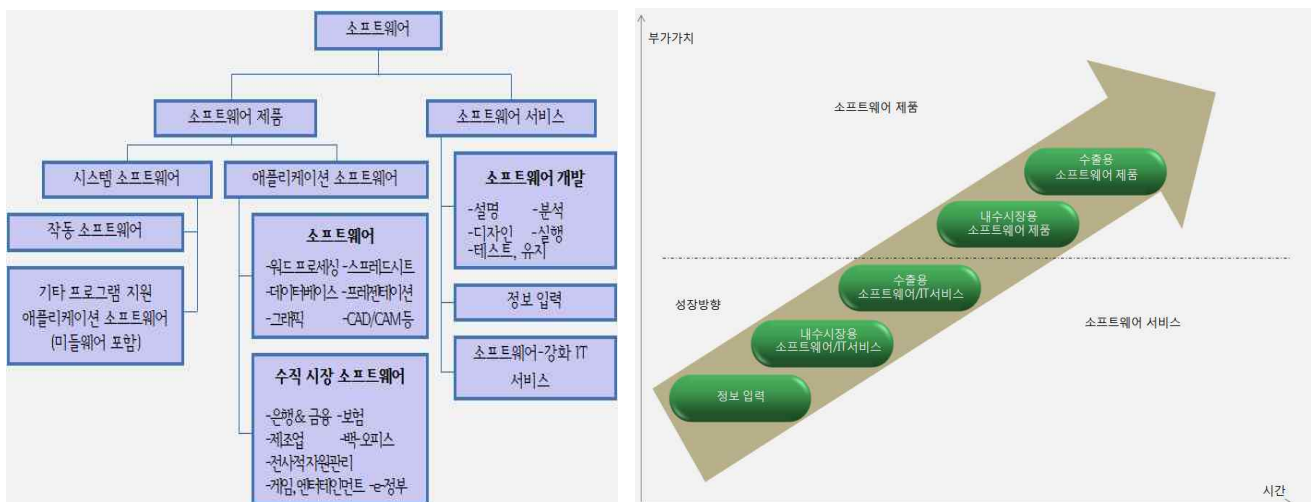 소프트웨어
소프트웨어 제품
소프트웨어 서비스
시스템 소프트웨어
애플리케이션 소프트웨어
작동 소프트웨어
기타 프로그램 지원
애플리케이션 소프트웨어
(미들웨어 포함)
소프트웨어
-워드 프로세싱 -스프레드시트
-데이터베이스 -프레젠테이션
-그래픽 -CAD/CAM등
수직 시장 소프트웨어
-은행& 금융 -보험
-제조업 -백-오피스
-전사적자원관리
-게임,엔터테인먼트 -e-정부
소프트웨어 개발
-설명 -분석
-디자인 -실행
-테스트, 유지
정보 입력
소프트웨어-강화 IT
서비스
부가가치
소프트웨어 제품
수출용
소프트웨어 제품
내수시장용
소프트웨어 제품
수출용
소프트웨어/IT서비스
성장방향
소프트웨어 서비스
내수시장용
소프트웨어/IT서비스
정보 입력
시간